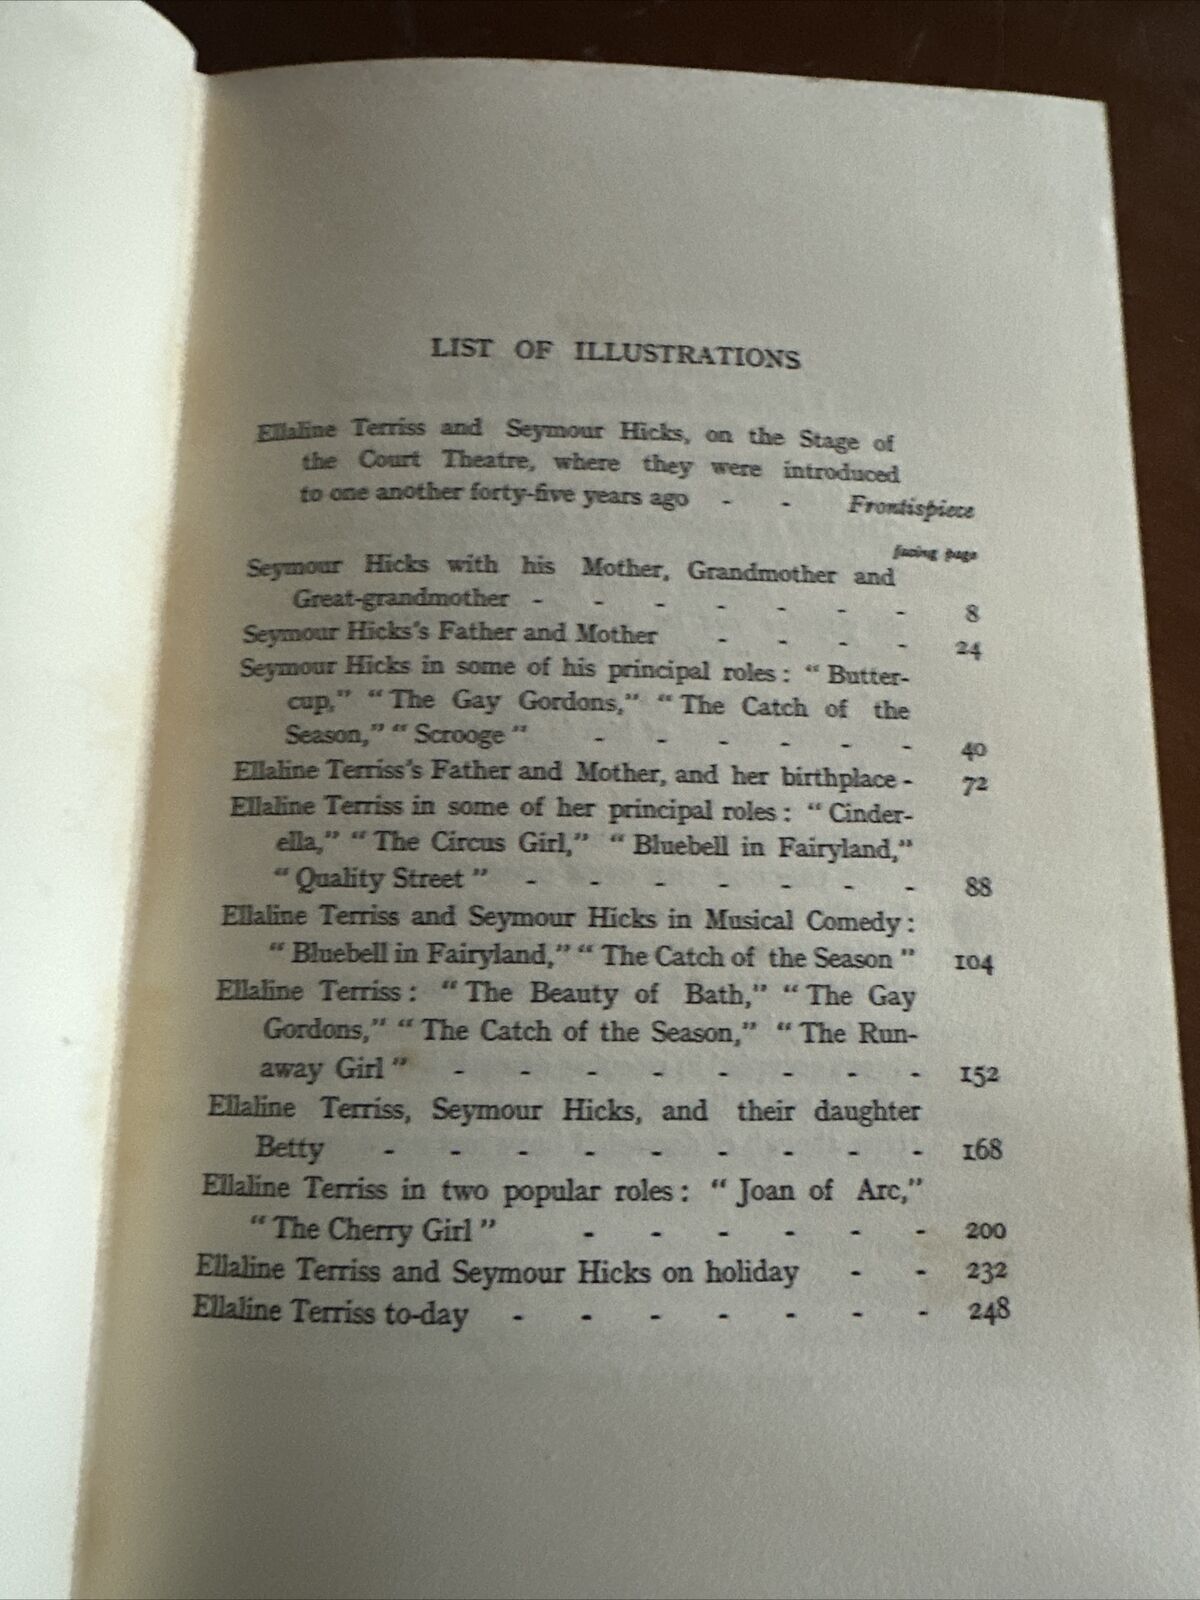 LIST OF ILLUSTRATIONS
Ellaline Terriss and Seymour Hicks, on the Stage of
the Court Theatre, where they were introduced
to one another forty-five years ago - - Frontispiece
facing page
Seymour Hicks with his Mother, Grandmother and
Great-grandmother - - - - - - - 8
Seymour Hicks's Father and Mother - - - - 24
Seymour Hicks in some of his principal roles: “Butter-
cup,” “The Gay Gordons,” “The Catch of the
Season,” “Scrooge” - - - - - - 40
Ellaline Terriss's Father and Mother, and her birthplace - 72
Ellaline Terriss in some of her principal roles: “Cinder-
ella,” “The Circus Girl,” “Bluebell in Fairyland,”
“Quality Street” - - - - - - - 88
Ellaline Terriss and Seymour Hicks in Musical Comedy:
“Bluebell in Fairyland,” “The Catch of the Season” 104
Ellaline Terriss: “The Beauty of Bath,” “The Gay
Gordons,” “The Catch of the Season,” “The Run-
away Girl” - - - - - - - - 152
Ellaline Terriss, Seymour Hicks, and their daughter
Betty - - - - - - - - - 168
Ellaline Terriss in two popular roles: “Joan of Arc,”
“The Cherry Girl” - - - - - - 200
Ellaline Terriss and Seymour Hicks on holiday - - 232
Ellaline Terriss to-day - - - - - - - 248